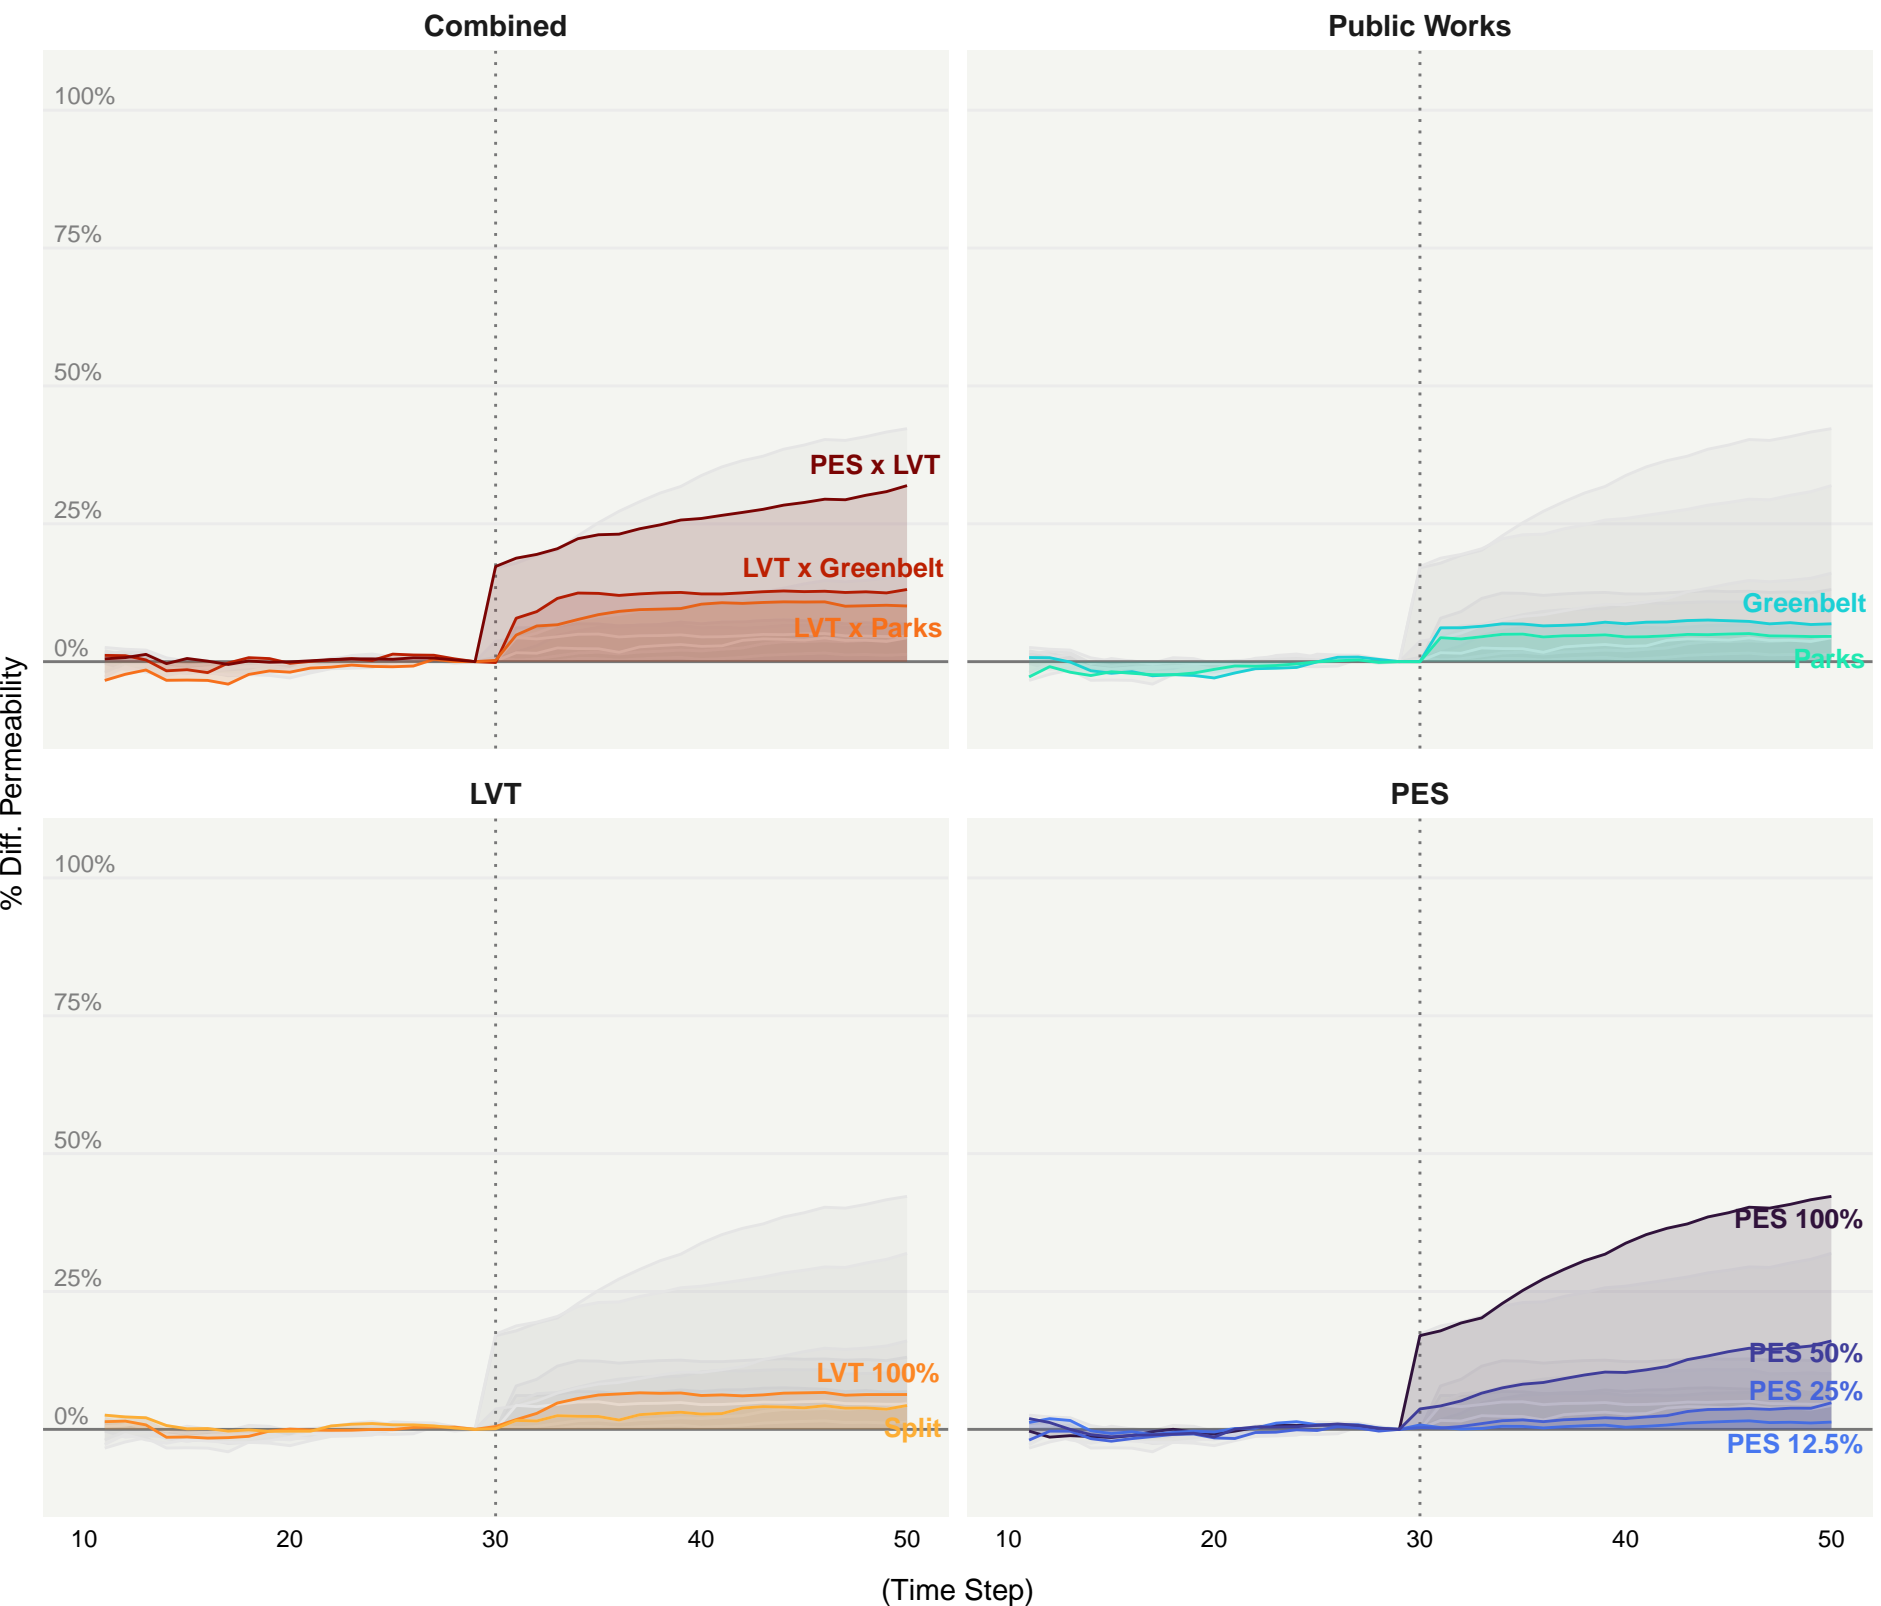 Combined
Public Works
100%
75%
50%
25%
0%
PES x LVT
LVT x Greenbelt
LVT x Parks
Greenbelt
Parks
% Diff. Permeability
LVT
PES
100%
75%
50%
25%
0%
LVT 100%
Split
PES 100%
PES 50%
PES 25%
PES 12.5%
10 20 30 40 50
10 20 30 40 50
(Time Step)